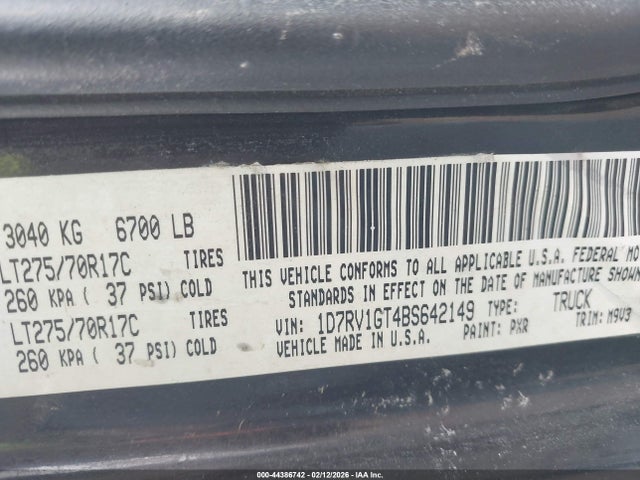 3040 KG 6700 LB
LT275/70R17C TIRES
260 KPA ( 37 PSI) COLD
LT275/70R17C TIRES
260 KPA ( 37 PSI) COLD
THIS VEHICLE CONFORMS TO ALL APPLICABLE U.S.A. FEDERAL MO
STANDARDS IN EFFECT ON THE DATE OF MANUFACTURE SHOWN
VIN: 1D7RV1GT4BS642149 TYPE: TRUCK
VEHICLE MADE IN U.S.A. PAINT: PXR TRIM: M9V3
000-44386742 - 02/12/2026 - IAA Inc.